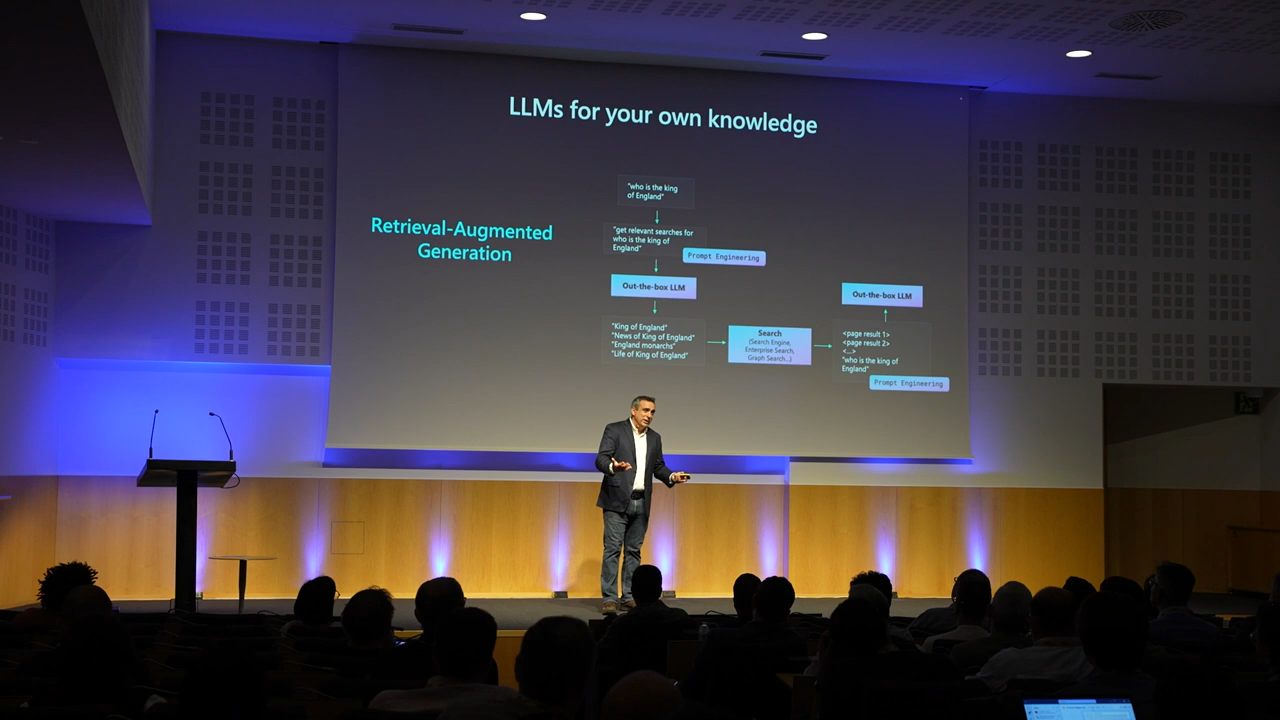 LLMs for your own knowledge
Retrieval-Augmented
Generation
"who is the king
of England"
"get relevant searches for
who is the king of
England"
Prompt Engineering
Out-the-box LLM
"King of England"
"News of King of England"
"England monarchs"
"Life of King of England"
Search
(Search Engine,
Enterprise Search,
Graph Search...)
<page result 1>
<page result 2>
<...>
"who is the king of
England"
Prompt Engineering
Out-the-box LLM